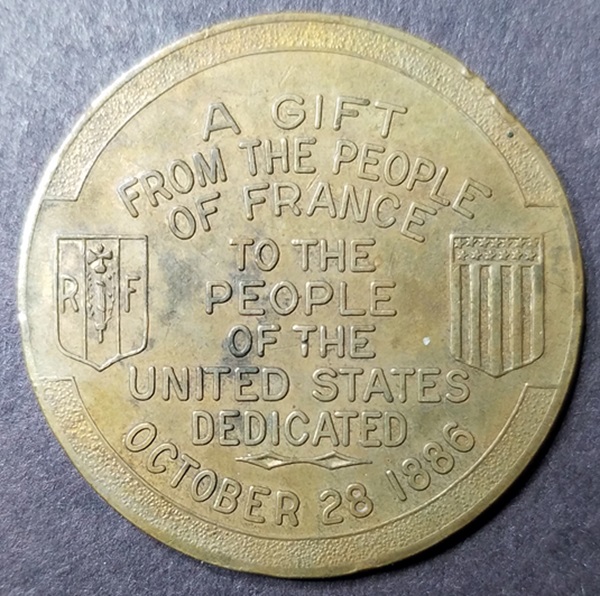 A GIFT
FROM THE PEOPLE
OF FRANCE
TO THE
PEOPLE
OF THE
UNITED STATES
DEDICATED
OCTOBER 28 1886
R F